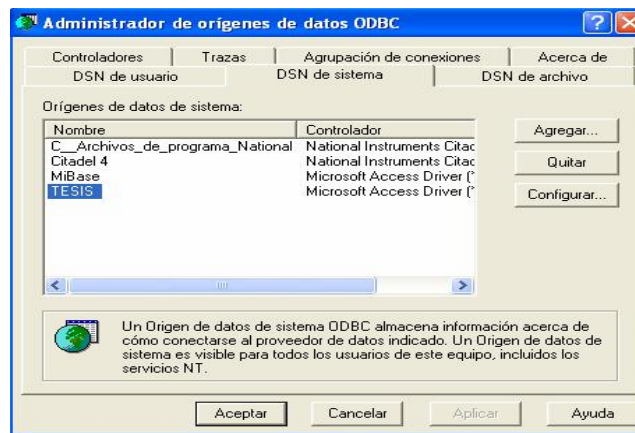 Administrador de orígenes de datos ODBC
Controladores Trazas Agrupación de conexiones Acerca de
DSN de usuario DSN de sistema DSN de archivo
Orígenes de datos de sistema:
Nombre Controlador
C__Archivos_de_programa_National National Instruments Citac
Citadel 4 National Instruments Citac
MiBase Microsoft Access Driver (*
TESIS Microsoft Access Driver (*
Agregar...
Quitar
Configurar...
Un Origen de datos de sistema ODBC almacena información acerca de
cómo conectarse al proveedor de datos indicado. Un Origen de datos de
sistema es visible para todos los usuarios de este equipo, incluidos los
servicios NT.
Aceptar Cancelar Aplicar Ayuda